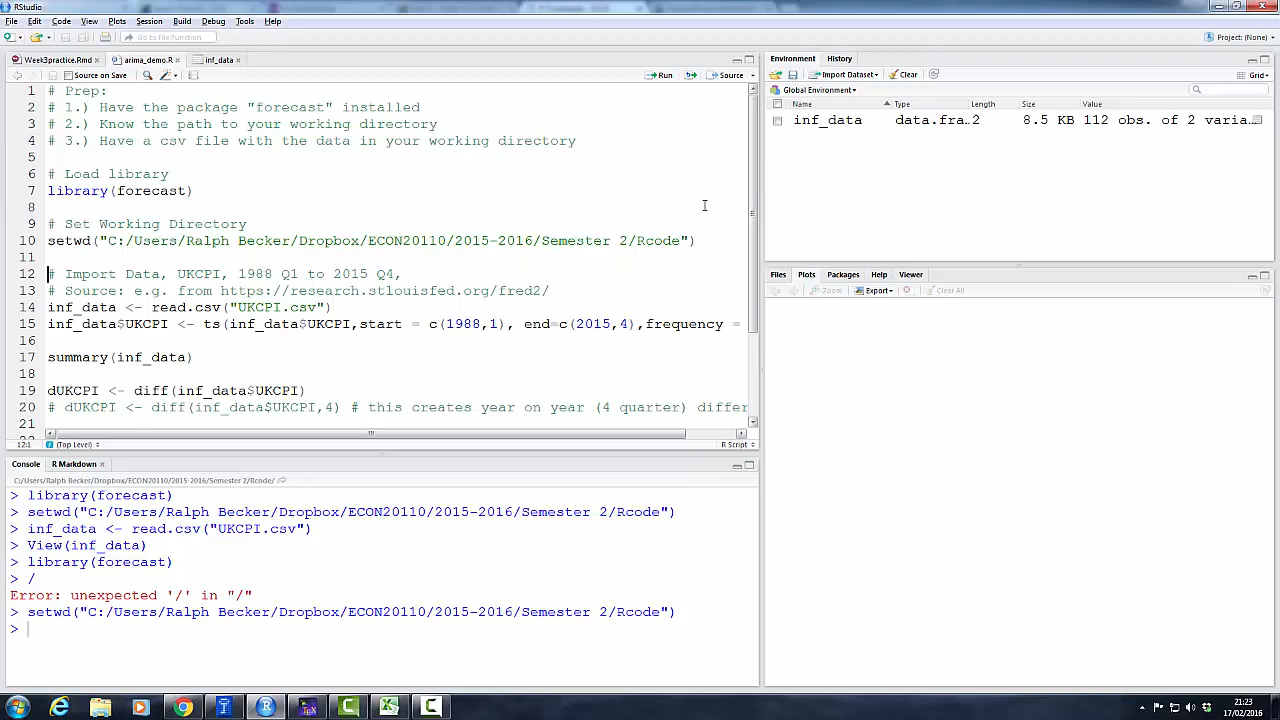 RStudio
File Edit Code View Plots Session Build Debug Tools Help
Go to file/function
Project: (None)
Week3practice.Rmd × arima_demo.R × inf_data ×
Source on Save Run Source
1 # Prep:
2 # 1.) Have the package "forecast" installed
3 # 2.) Know the path to your working directory
4 # 3.) Have a csv file with the data in your working directory
5
6 # Load library
7 library(forecast)
8
9 # Set Working Directory
10 setwd("C:/Users/Ralph Becker/Dropbox/ECON20110/2015-2016/Semester 2/Rcode")
11
12 # Import Data, UKCPI, 1988 Q1 to 2015 Q4,
13 # Source e.g. from https://research.stlouisfed.org/fred2/
14 inf_data <- read.csv("UKCPI.csv")
15 inf_data$UKCPI <- ts(inf_data$UKCPI,start = c(1988,1), end=c(2015,4),frequency =
16
17 summary(inf_data)
18
19 dUKCPI <- diff(inf_data$UKCPI)
20 # dUKCPI <- diff(inf_data$UKCPI,4) # this creates year on year (4 quarter) differ
21
12:1 (Top Level) R Script
Console R Markdown ×
C:/Users/Ralph Becker/Dropbox/ECON20110/2015-2016/Semester 2/Rcode/
> library(forecast)
> setwd("C:/Users/Ralph Becker/Dropbox/ECON20110/2015-2016/Semester 2/Rcode")
> inf_data <- read.csv("UKCPI.csv")
> View(inf_data)
> library(forecast)
> /
Error: unexpected '/' in "/"
> setwd("C:/Users/Ralph Becker/Dropbox/ECON20110/2015-2016/Semester 2/Rcode")
>
Environment History
Import Dataset Clear Grid
Global Environment
Name Type Length Size Value
inf_data data.fra… 2 8.5 KB 112 obs. of 2 varia…
Files Plots Packages Help Viewer
Zoom Export Clear All
21:23
17/02/2016